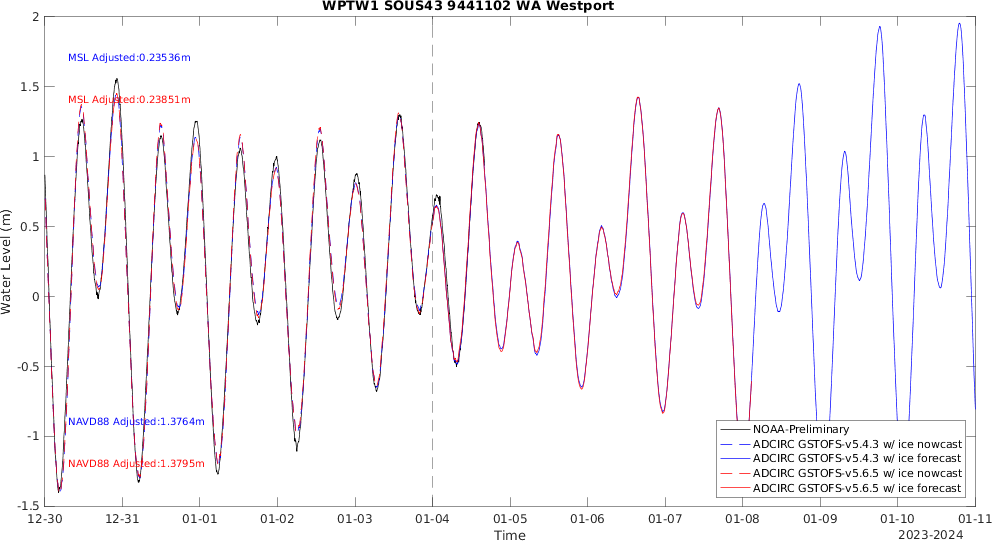 WPTW1 SOUS43 9441102 WA Westport
2
1.5
1
0.5
0
-0.5
-1
-1.5
Water Level (m)
MSL Adjusted:0.23536m
MSL Adjusted:0.23851m
NAVD88 Adjusted:1.3764m
NAVD88 Adjusted:1.3795m
NOAA-Preliminary
ADCIRC GSTOFS-v5.4.3 w/ ice nowcast
ADCIRC GSTOFS-v5.4.3 w/ ice forecast
ADCIRC GSTOFS-v5.6.5 w/ ice nowcast
ADCIRC GSTOFS-v5.6.5 w/ ice forecast
12-30 12-31 01-01 01-02 01-03 01-04 01-05 01-06 01-07 01-08 01-09 01-10 01-11
Time
2023-2024